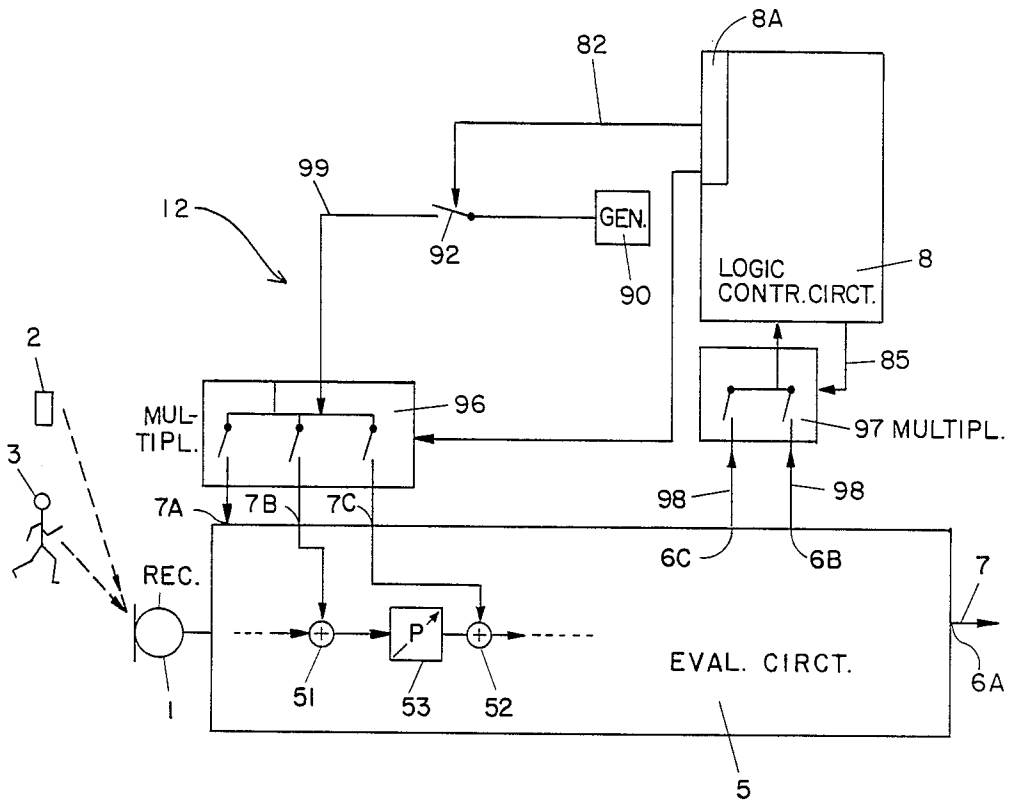 8A
82
99
12
92
GEN.
90
LOGIC
CONTR. CIRCT.
8
85
2
MUL-
TIPL.
96
97 MULTIPL.
3
7A
7B
7C
98
98
6C
6B
7
REC.
P
51
53
52
EVAL. CIRCT.
6A
1
5